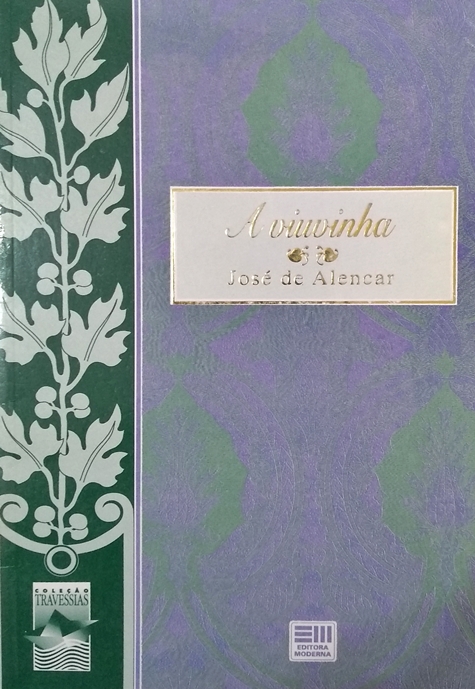 A viuvinha
José de Alencar
COLEÇÃO
TRAVESSIAS
EDITORA
MODERNA